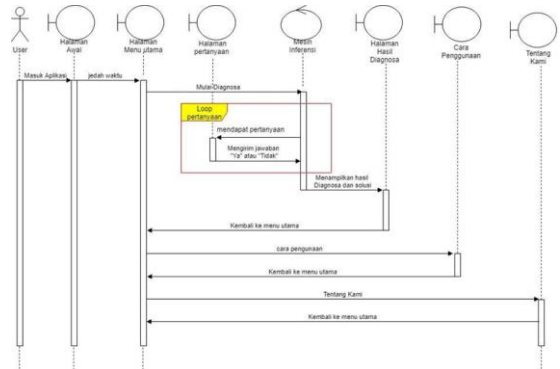 User
Halaman
Awal
Halaman
Menu utama
Halaman
pertanyaan
Mesin
Inferensi
Halaman
Hasil
Diagnosa
Cara
Penggunaan
Tentang
Kami
Masuk Aplikasi
jedah waktu
Mulai Diagnosa
Loop
pertanyaan
mendapat pertanyaan
Mengirim jawaban
"Ya" atau "Tidak"
Menampilkan hasil
Diagnosa dan solusi
Kembali ke menu utama
cara pengunaan
Kembali ke menu utama
Tentang Kami
Kembali ke menu utama